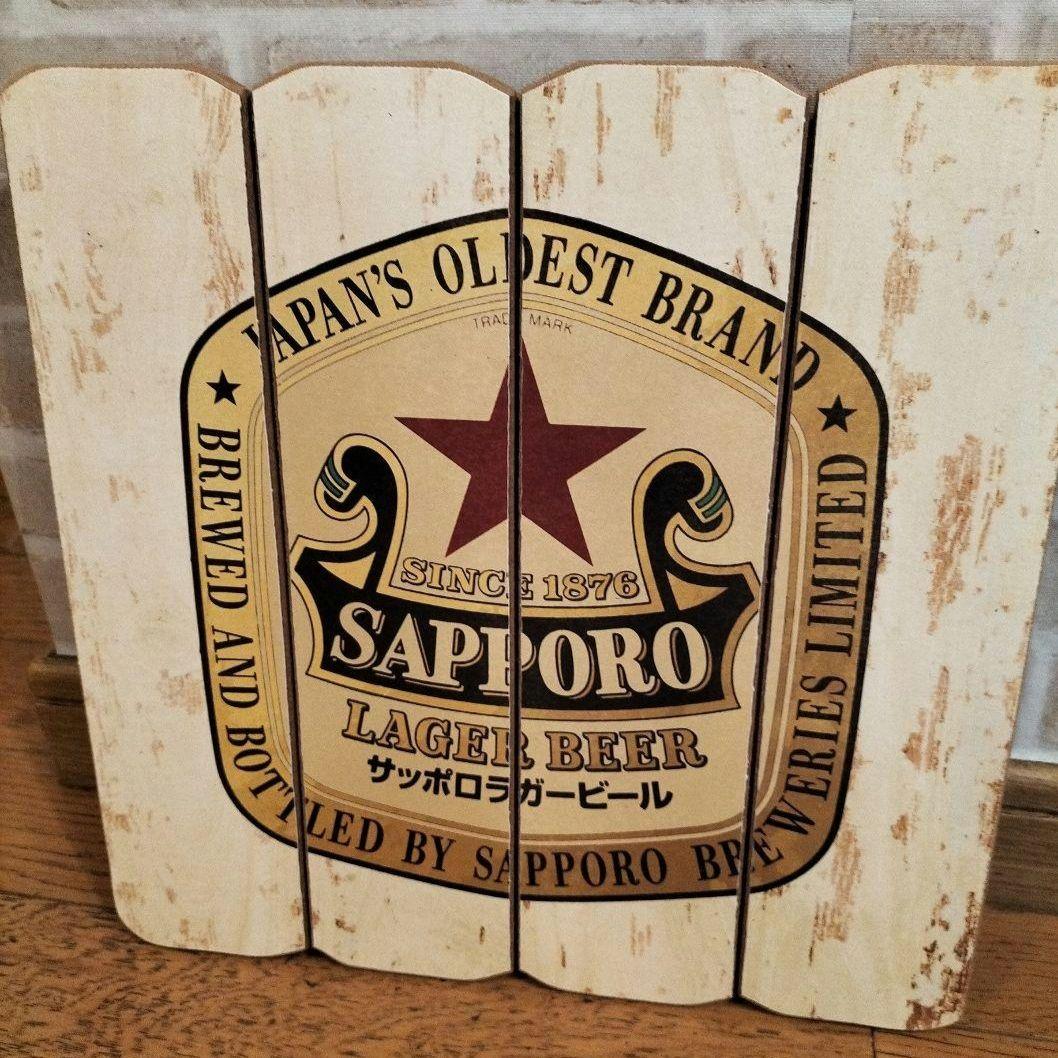 JAPAN'S OLDEST BRAND
TRADE MARK
SINCE 1876
SAPPORO
LAGER BEER
サッポロラガービール
BREWED AND BOTTLED BY SAPPORO BREWERIES LIMITED